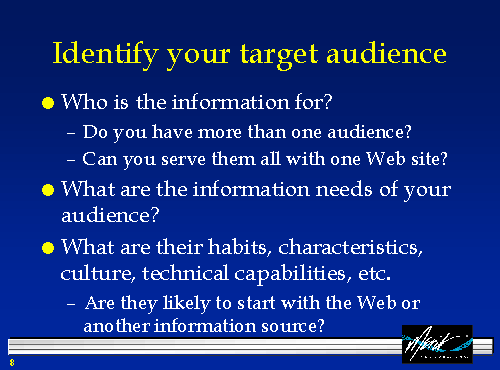 Identify your target audience
● Who is the information for?
– Do you have more than one audience?
– Can you serve them all with one Web site?
● What are the information needs of your
audience?
● What are their habits, characteristics,
culture, technical capabilities, etc.
– Are they likely to start with the Web or
another information source?
8